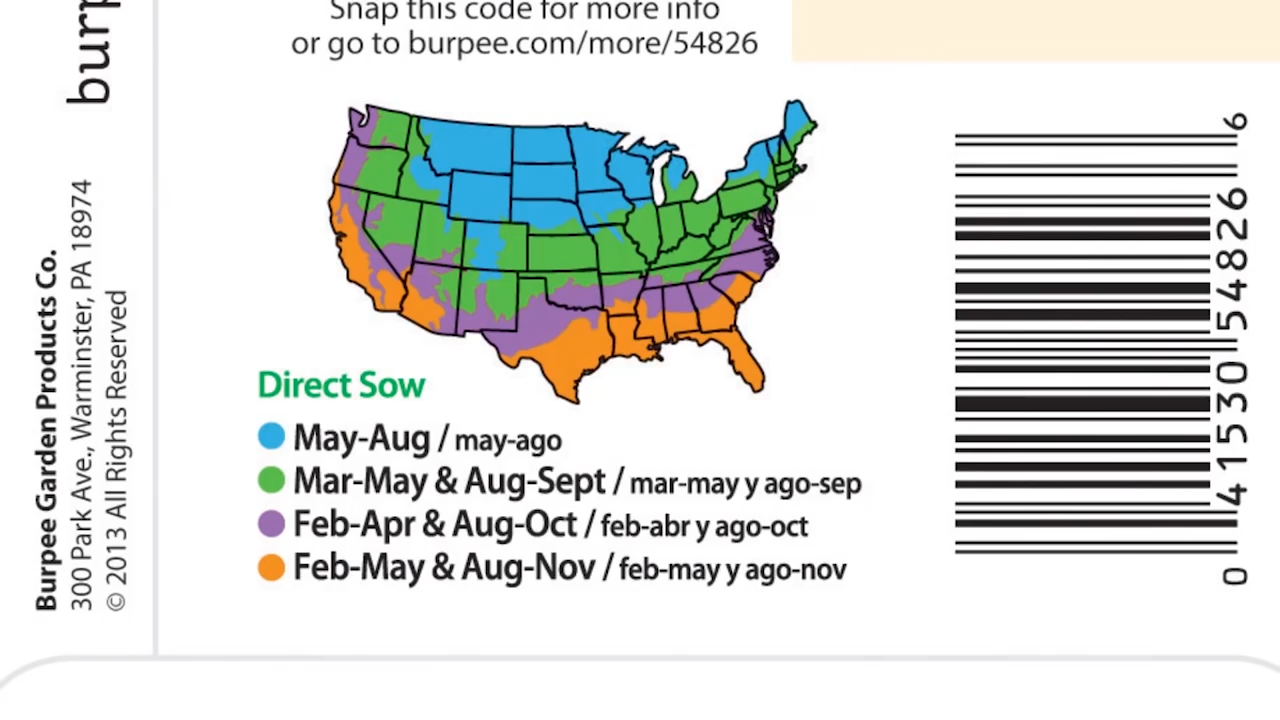 Snap this code for more info
or go to burpee.com/more/54826
Direct Sow
May-Aug / may-ago
Mar-May & Aug-Sept / mar-may y ago-sep
Feb-Apr & Aug-Oct / feb-abr y ago-oct
Feb-May & Aug-Nov / feb-may y ago-nov
burp
Burpee Garden Products Co.
300 Park Ave., Warminster, PA 18974
© 2013 All Rights Reserved
0 41530 54826 6